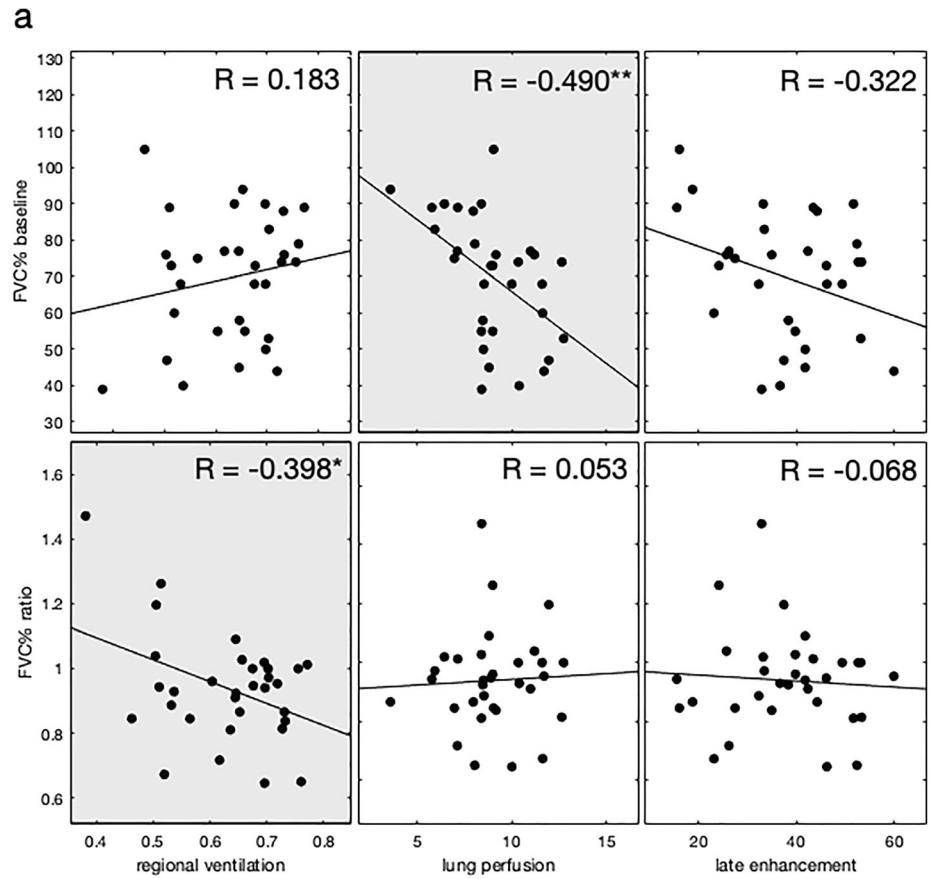 a
R = 0.183
R = -0.490**
R = -0.322
130
120
110
100
90
80
70
60
50
40
30
FVC% baseline
R = -0.398*
R = 0.053
R = -0.068
1.6
1.4
1.2
1
0.8
0.6
FVC% ratio
0.4 0.5 0.6 0.7 0.8
5 10 15
20 40 60
regional ventilation
lung perfusion
late enhancement